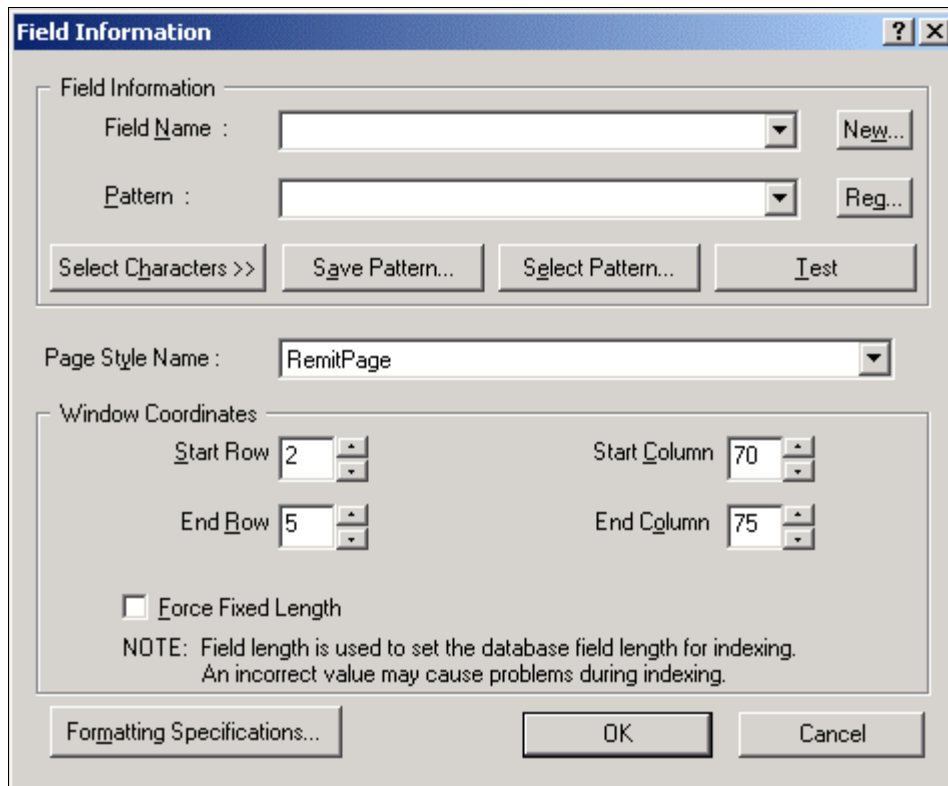 Field Information
Field Information
Field Name :
New...
Pattern :
Reg...
Select Characters >> Save Pattern... Select Pattern... Test
Page Style Name : RemitPage
Window Coordinates
Start Row 2 Start Column 70
End Row 5 End Column 75
Force Fixed Length
NOTE: Field length is used to set the database field length for indexing.
An incorrect value may cause problems during indexing.
Formatting Specifications... OK Cancel